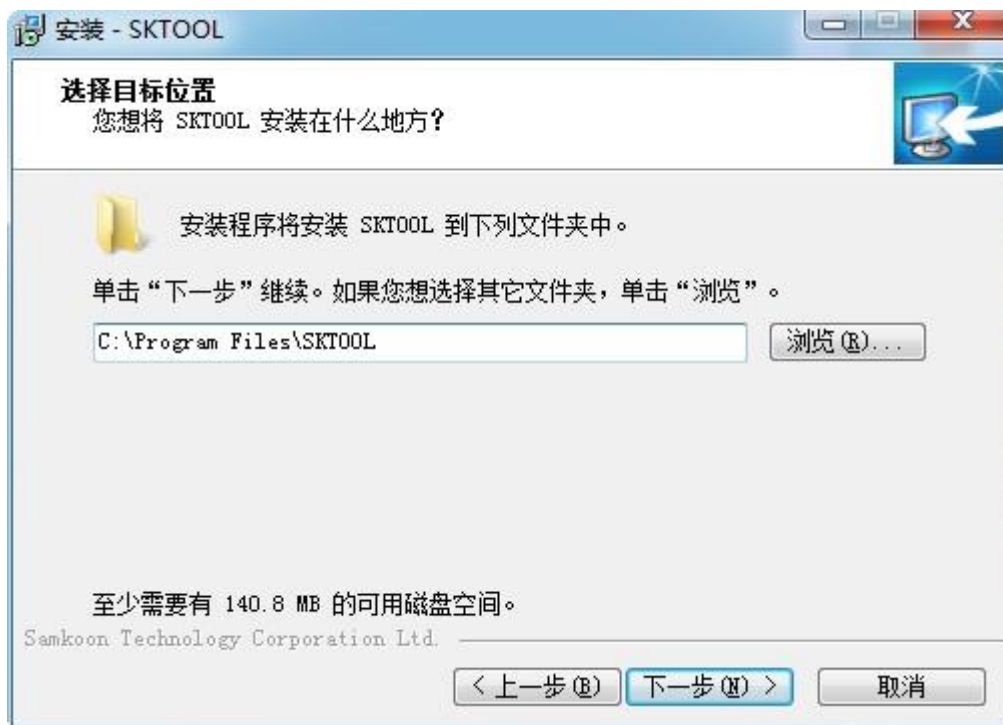 安装 - SKTOOL
选择目标位置
您想将 SKTOOL 安装在什么地方?
安装程序将安装 SKTOOL 到下列文件夹中。
单击“下一步”继续。如果您想选择其它文件夹，单击“浏览”。
C:\Program Files\SKTOOL
浏览(R)...
至少需要有 140.8 MB 的可用磁盘空间。
Samkoon Technology Corporation Ltd.
< 上一步(B)
下一步(N) >
取消